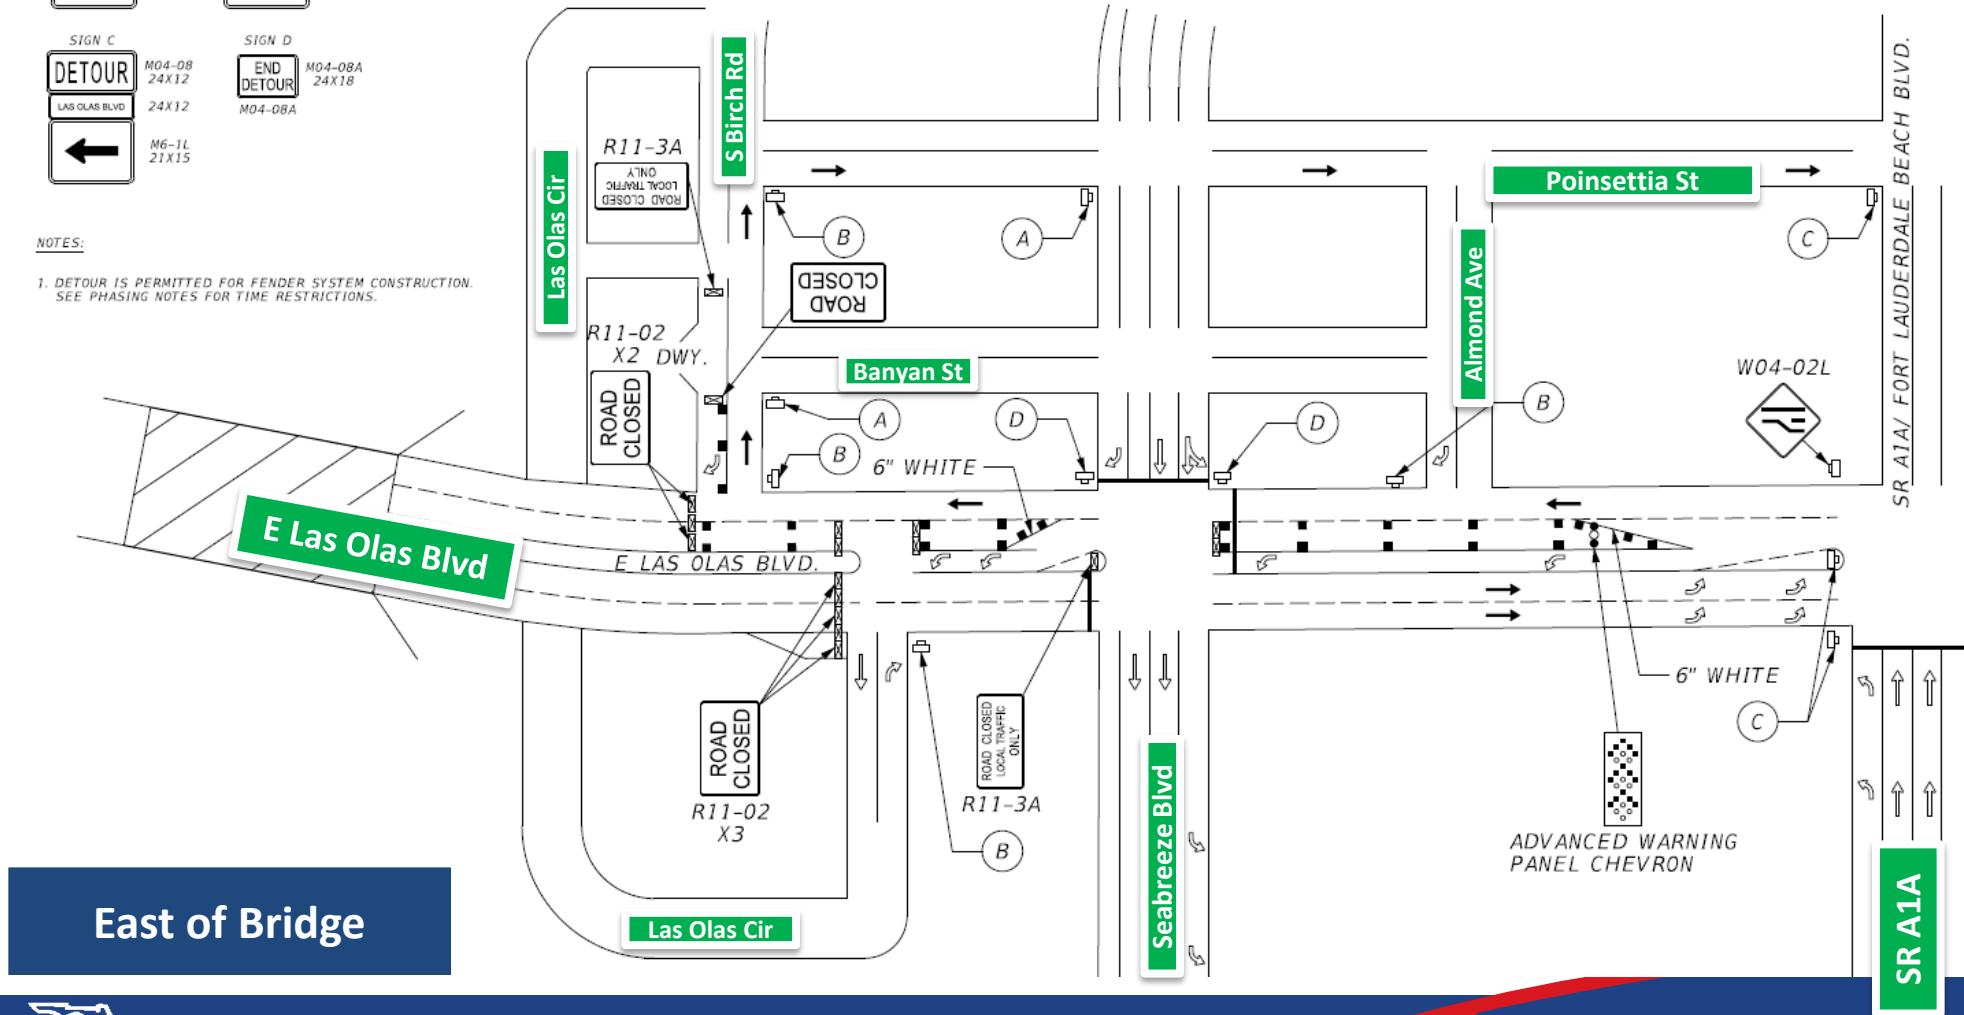 SIGN C
DETOUR
LAS OLAS BLVD
M04-08
24X12
24X12
M6-1L
21X15
SIGN D
END
DETOUR
M04-08A
24X18
M04-08A
NOTES:
1. DETOUR IS PERMITTED FOR FENDER SYSTEM CONSTRUCTION.
SEE PHASING NOTES FOR TIME RESTRICTIONS.
Las Olas Cir
R11-3A
ROAD CLOSED
LOCAL TRAFFIC
ONLY
S Birch Rd
B
A
C
Poinsettia St
SR A1A/ FORT LAUDERDALE BEACH BLVD.
ROAD
CLOSED
R11-02
X2
DWY.
ROAD
CLOSED
Banyan St
Almond Ave
W04-02L
A
D
D
B
B
6" WHITE
E Las Olas Blvd
E LAS OLAS BLVD.
6" WHITE
C
ROAD
CLOSED
R11-02
X3
ROAD CLOSED
LOCAL TRAFFIC
ONLY
R11-3A
B
Seabreeze Blvd
ADVANCED WARNING
PANEL CHEVRON
SR A1A
Las Olas Cir
East of Bridge